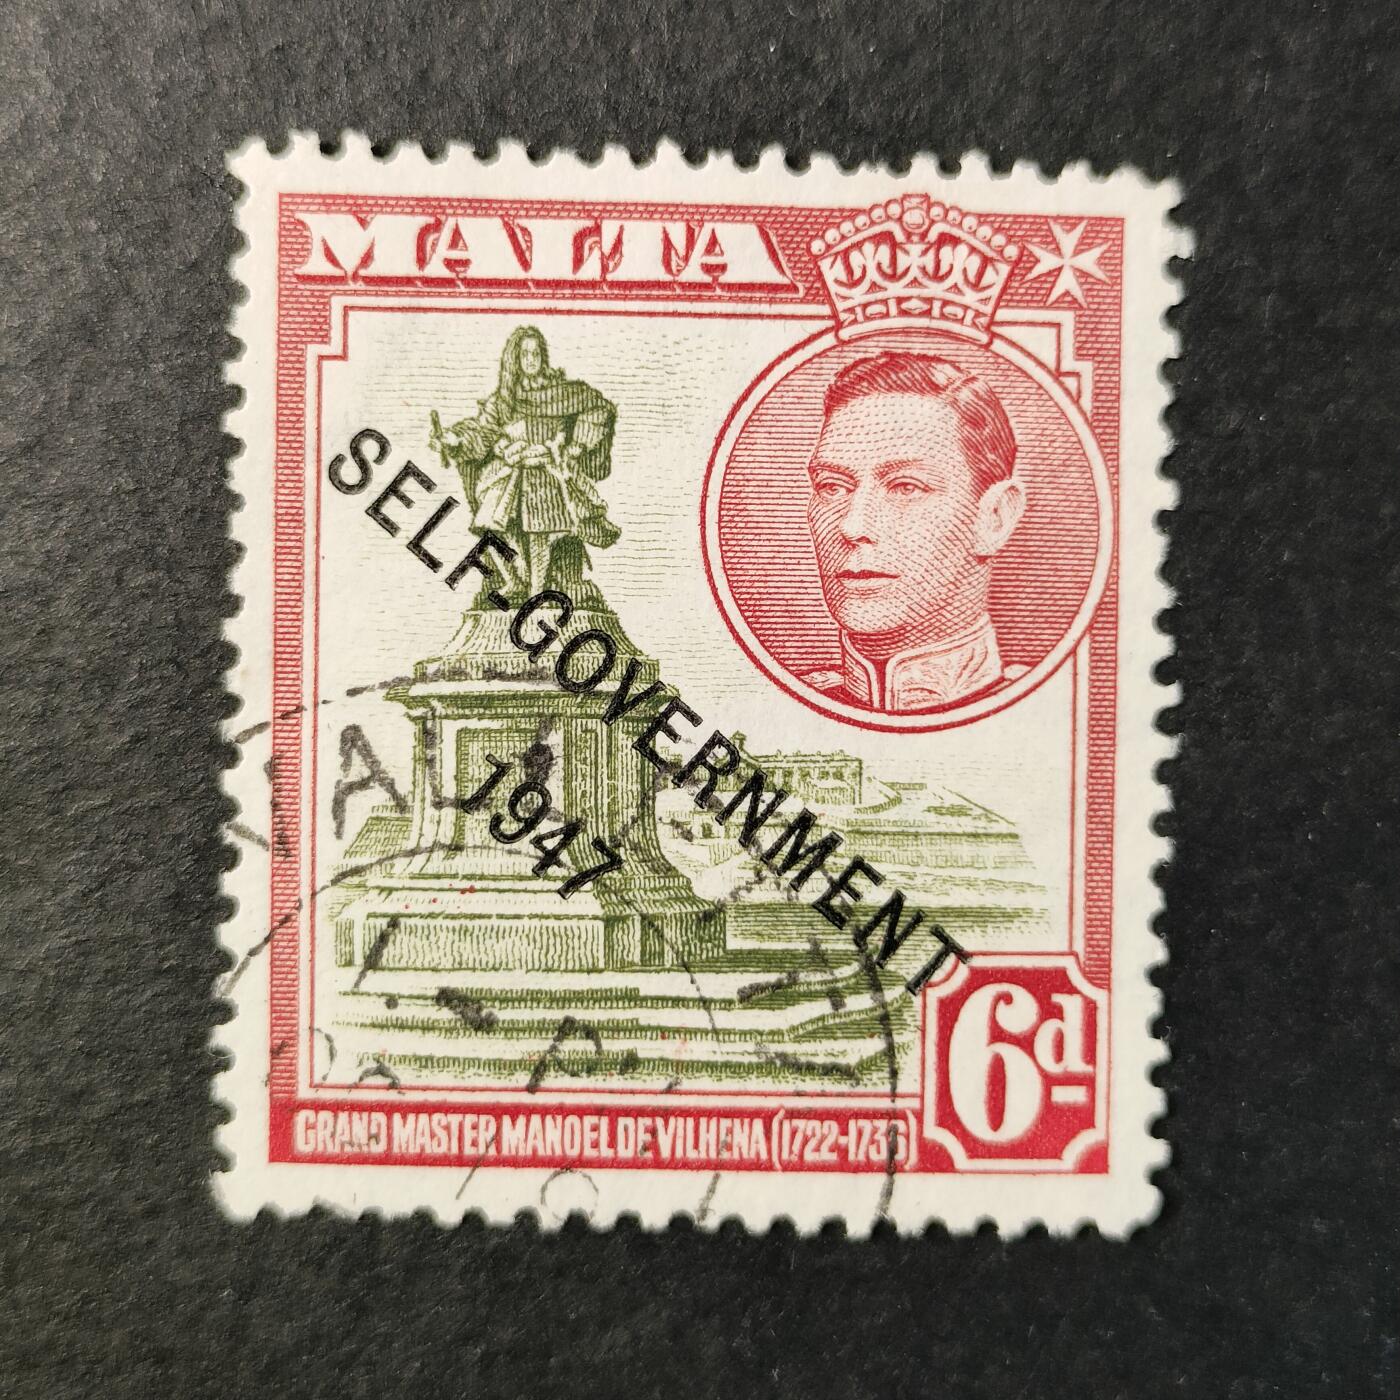 MALTA
SELF-GOVERNMENT
1947
6d
GRAND MASTER MANOEL DE VILHENA (1722-1736)